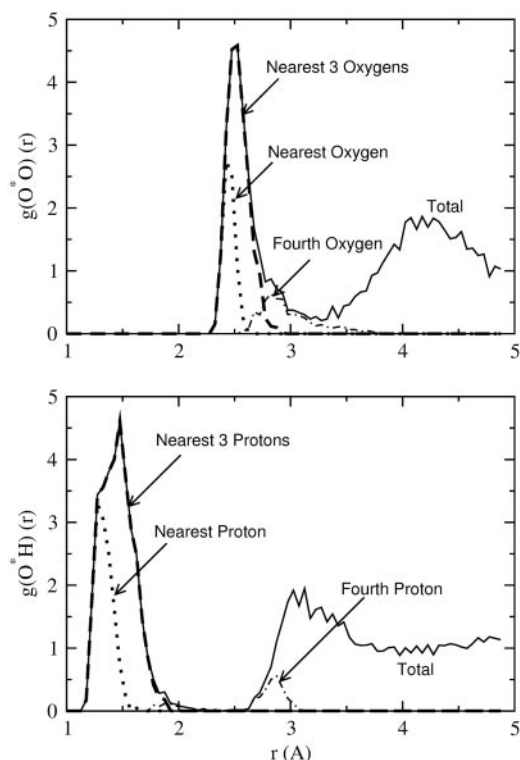 5
4
3
2
1
0
g(O*O) (r)
Nearest 3 Oxygens
Nearest Oxygen
Fourth Oxygen
Total
1 2 3 4 5
5
4
3
2
1
0
g(O*H) (r)
Nearest 3 Protons
Nearest Proton
Fourth Proton
Total
1 2 3 4 5
r (A)